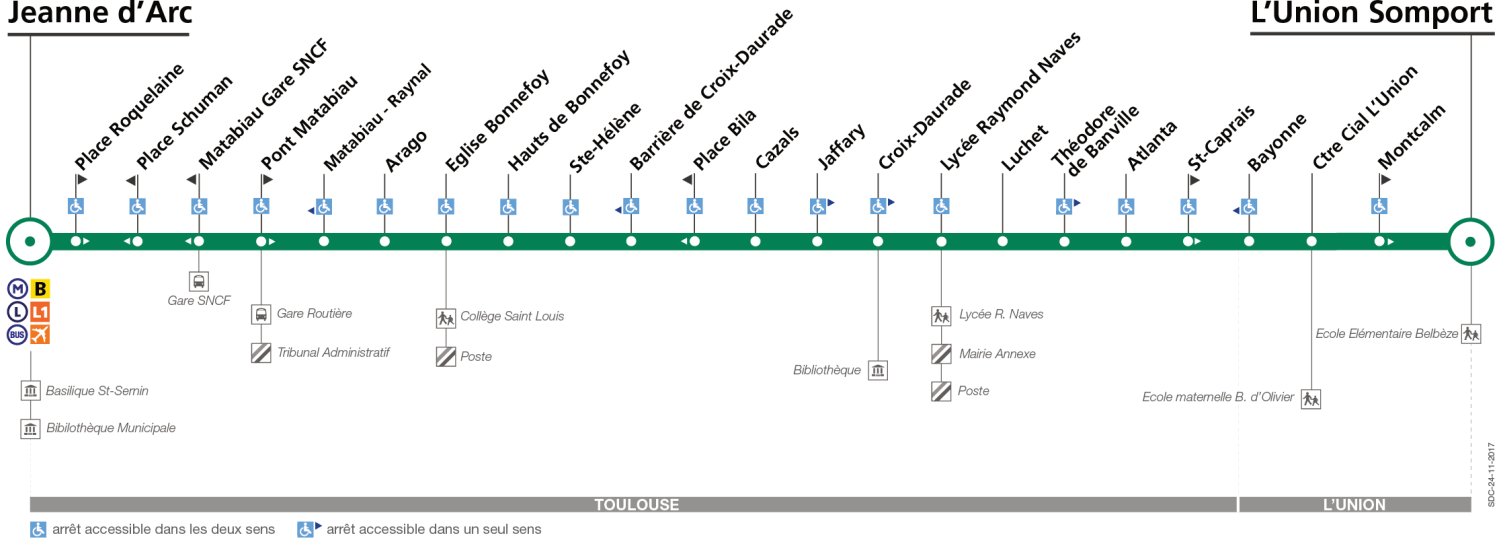 Jeanne d’Arc
L’Union Somport
Place Roquelaine
Place Schuman
Matabiau Gare SNCF
Pont Matabiau
Matabiau - Raynal
Arago
Eglise Bonnefoy
Hauts de Bonnefoy
Ste-Hélène
Barrière de Croix-Daurade
Place Bila
Cazals
Jaffary
Croix-Daurade
Lycée Raymond Naves
Luchet
Théodore
de Banville
Atlanta
St-Caprais
Bayonne
Ctre Cial L’Union
Montcalm
M B
L L1
BUS
Gare SNCF
Gare Routière
Tribunal Administratif
Collège Saint Louis
Poste
Bibliothèque
Lycée R. Naves
Mairie Annexe
Poste
Ecole Elémentaire Belbèze
Ecole maternelle B. d’Olivier
Basilique St-Sernin
Bibilothèque Municipale
SDC-24-11-2017
TOULOUSE
L’UNION
arrêt accessible dans les deux sens
arrêt accessible dans un seul sens